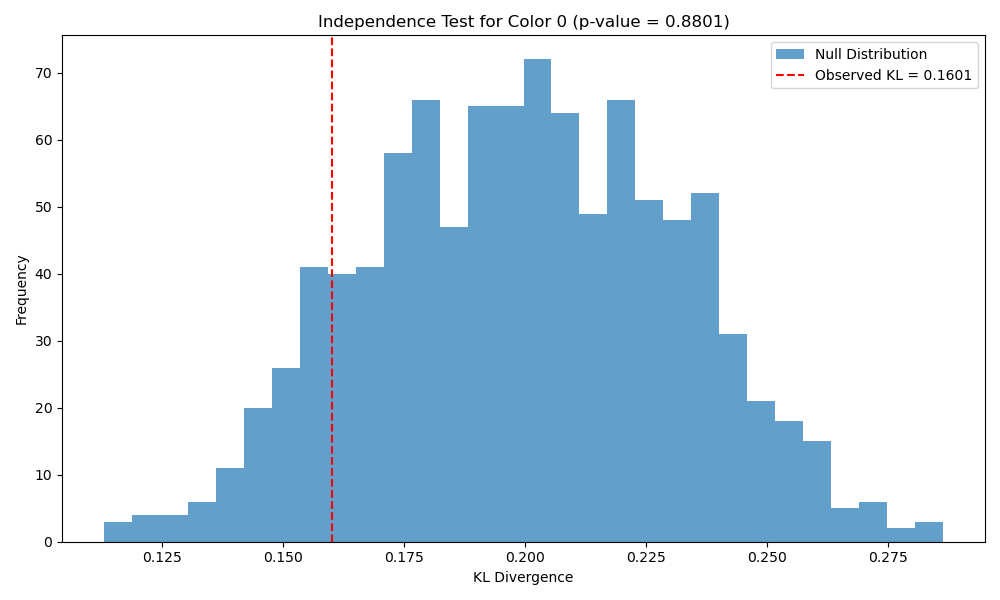 Independence Test for Color 0 (p-value = 0.8801)
Null Distribution
Observed KL = 0.1601
Frequency
70
60
50
40
30
20
10
0
0.125 0.150 0.175 0.200 0.225 0.250 0.275
KL Divergence